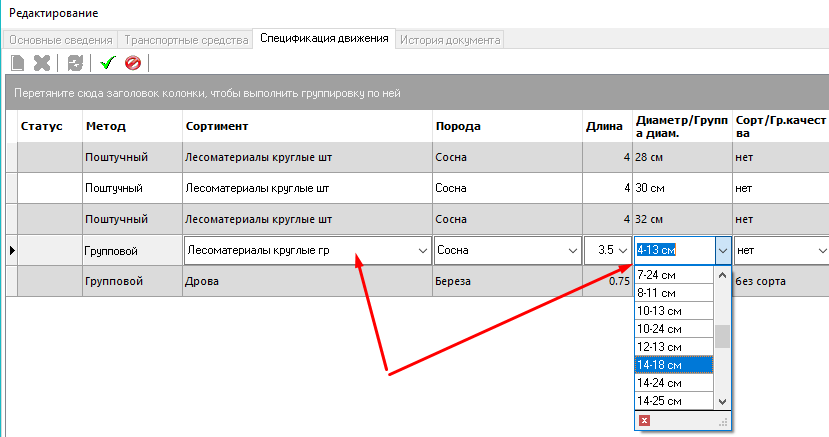 Редактирование
Основные сведения Транспортные средства Спецификация движения История документа
Перетяните сюда заголовок колонки, чтобы выполнить группировку по ней
Статус Метод Сортимент Порода Длина Диаметр/Групп Сорт/Гр.качест
а диам. ва
Поштучный Лесоматериалы круглые шт Сосна 4 28 см нет
Поштучный Лесоматериалы круглые шт Сосна 4 30 см нет
Поштучный Лесоматериалы круглые шт Сосна 4 32 см нет
Групповой Лесоматериалы круглые гр Сосна 3.5 4-13 см нет
7-24 см
Групповой Дрова Береза 0.75 без сорта
8-11 см
10-13 см
10-24 см
12-13 см
14-18 см
14-24 см
14-25 см